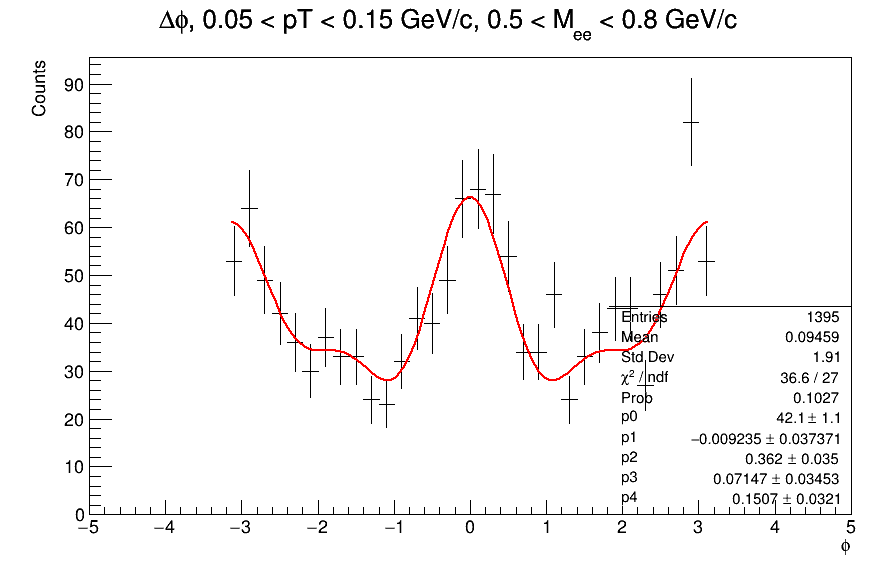 Δϕ, 0.05 < pT < 0.15 GeV/c, 0.5 < Mee < 0.8 GeV/c
Counts
90
80
70
60
50
40
30
20
10
0
Entries 1395
Mean 0.09459
Std Dev 1.91
χ² / ndf 36.6 / 27
Prob 0.1027
p0 42.1 ± 1.1
p1 −0.009235 ± 0.037371
p2 0.362 ± 0.035
p3 0.07147 ± 0.03453
p4 0.1507 ± 0.0321
−5 −4 −3 −2 −1 0 1 2 3 4 5
ϕ